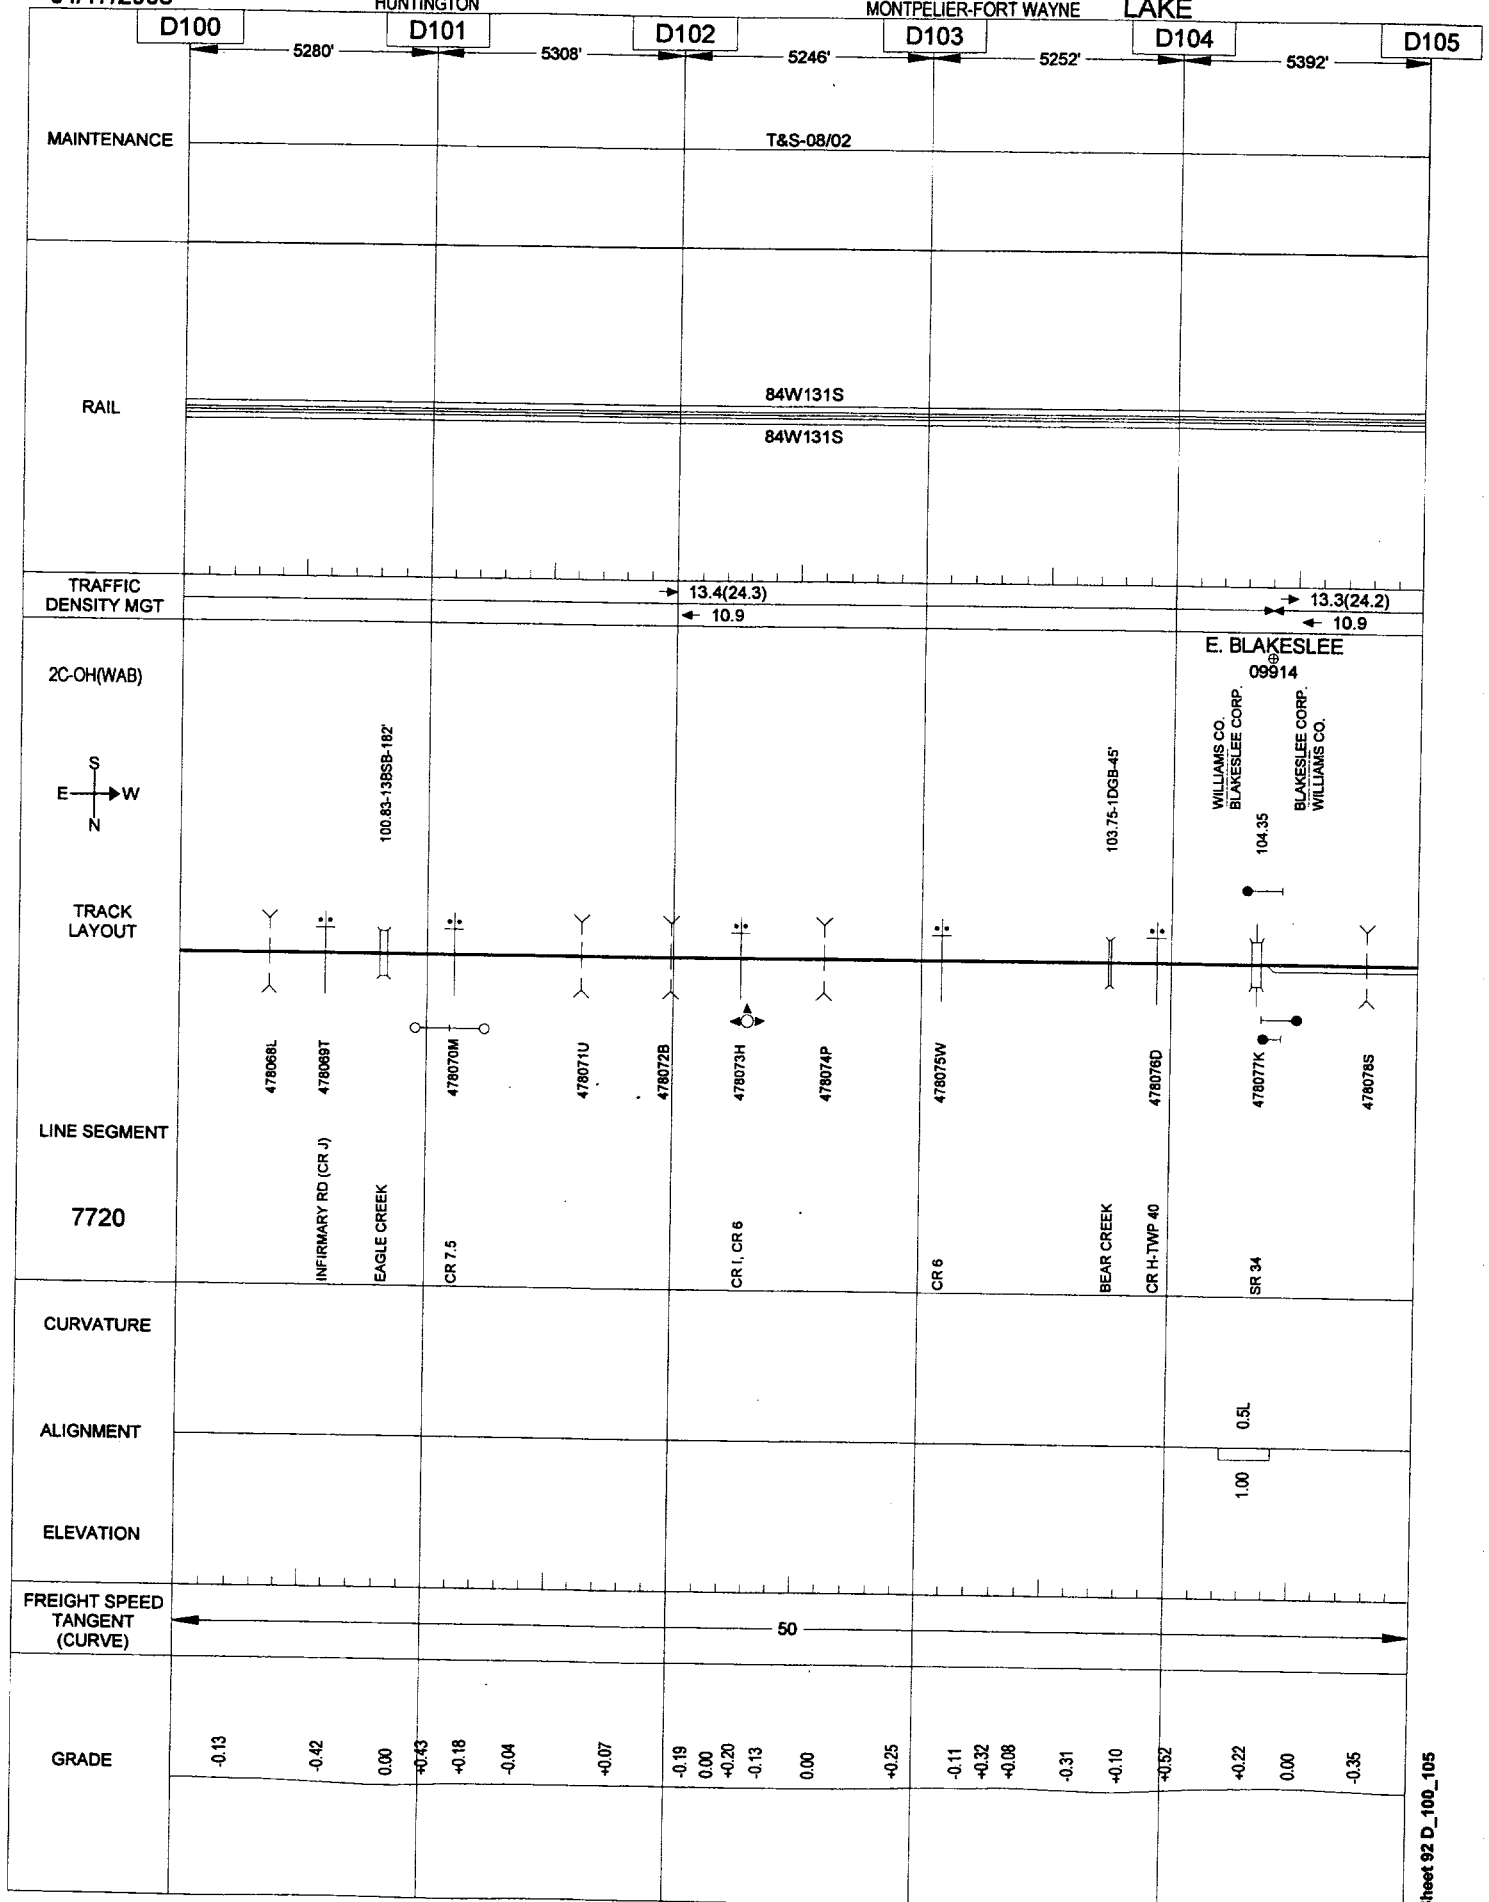 HUNTINGTON
MONTPELIER-FORT WAYNE LAKE
D100 D101 D102 D103 D104 D105
5280' 5308' 5246' 5252' 5392'
MAINTENANCE
T&S-08/02
RAIL
84W131S
84W131S
TRAFFIC
DENSITY MGT
13.4(24.3)
10.9
13.3(24.2)
10.9
2C-OH(WAB)
E. BLAKESLEE
09914
WILLIAMS CO.
BLAKESLEE CORP.
BLAKESLEE CORP.
WILLIAMS CO.
S
E W
N
100.83-13BSB-182'
103.75-1DGB-45'
104.35
TRACK
LAYOUT
478068L
478069T
478070M
478071U
478072B
478073H
478074P
478075W
478076D
478077K
478078S
LINE SEGMENT
7720
INFIRMARY RD (CR J)
EAGLE CREEK
CR 7.5
CR I, CR 6
CR 6
BEAR CREEK
CR H-TWP 40
SR 34
CURVATURE
ALIGNMENT
0.5L
1.00
ELEVATION
FREIGHT SPEED
TANGENT
(CURVE)
50
GRADE
-0.13
-0.42
0.00
+0.43
+0.18
-0.04
+0.07
-0.19
0.00
+0.20
-0.13
0.00
+0.25
-0.11
+0.32
+0.08
-0.31
+0.10
+0.52
+0.22
0.00
-0.35
heet 92 D_100_105